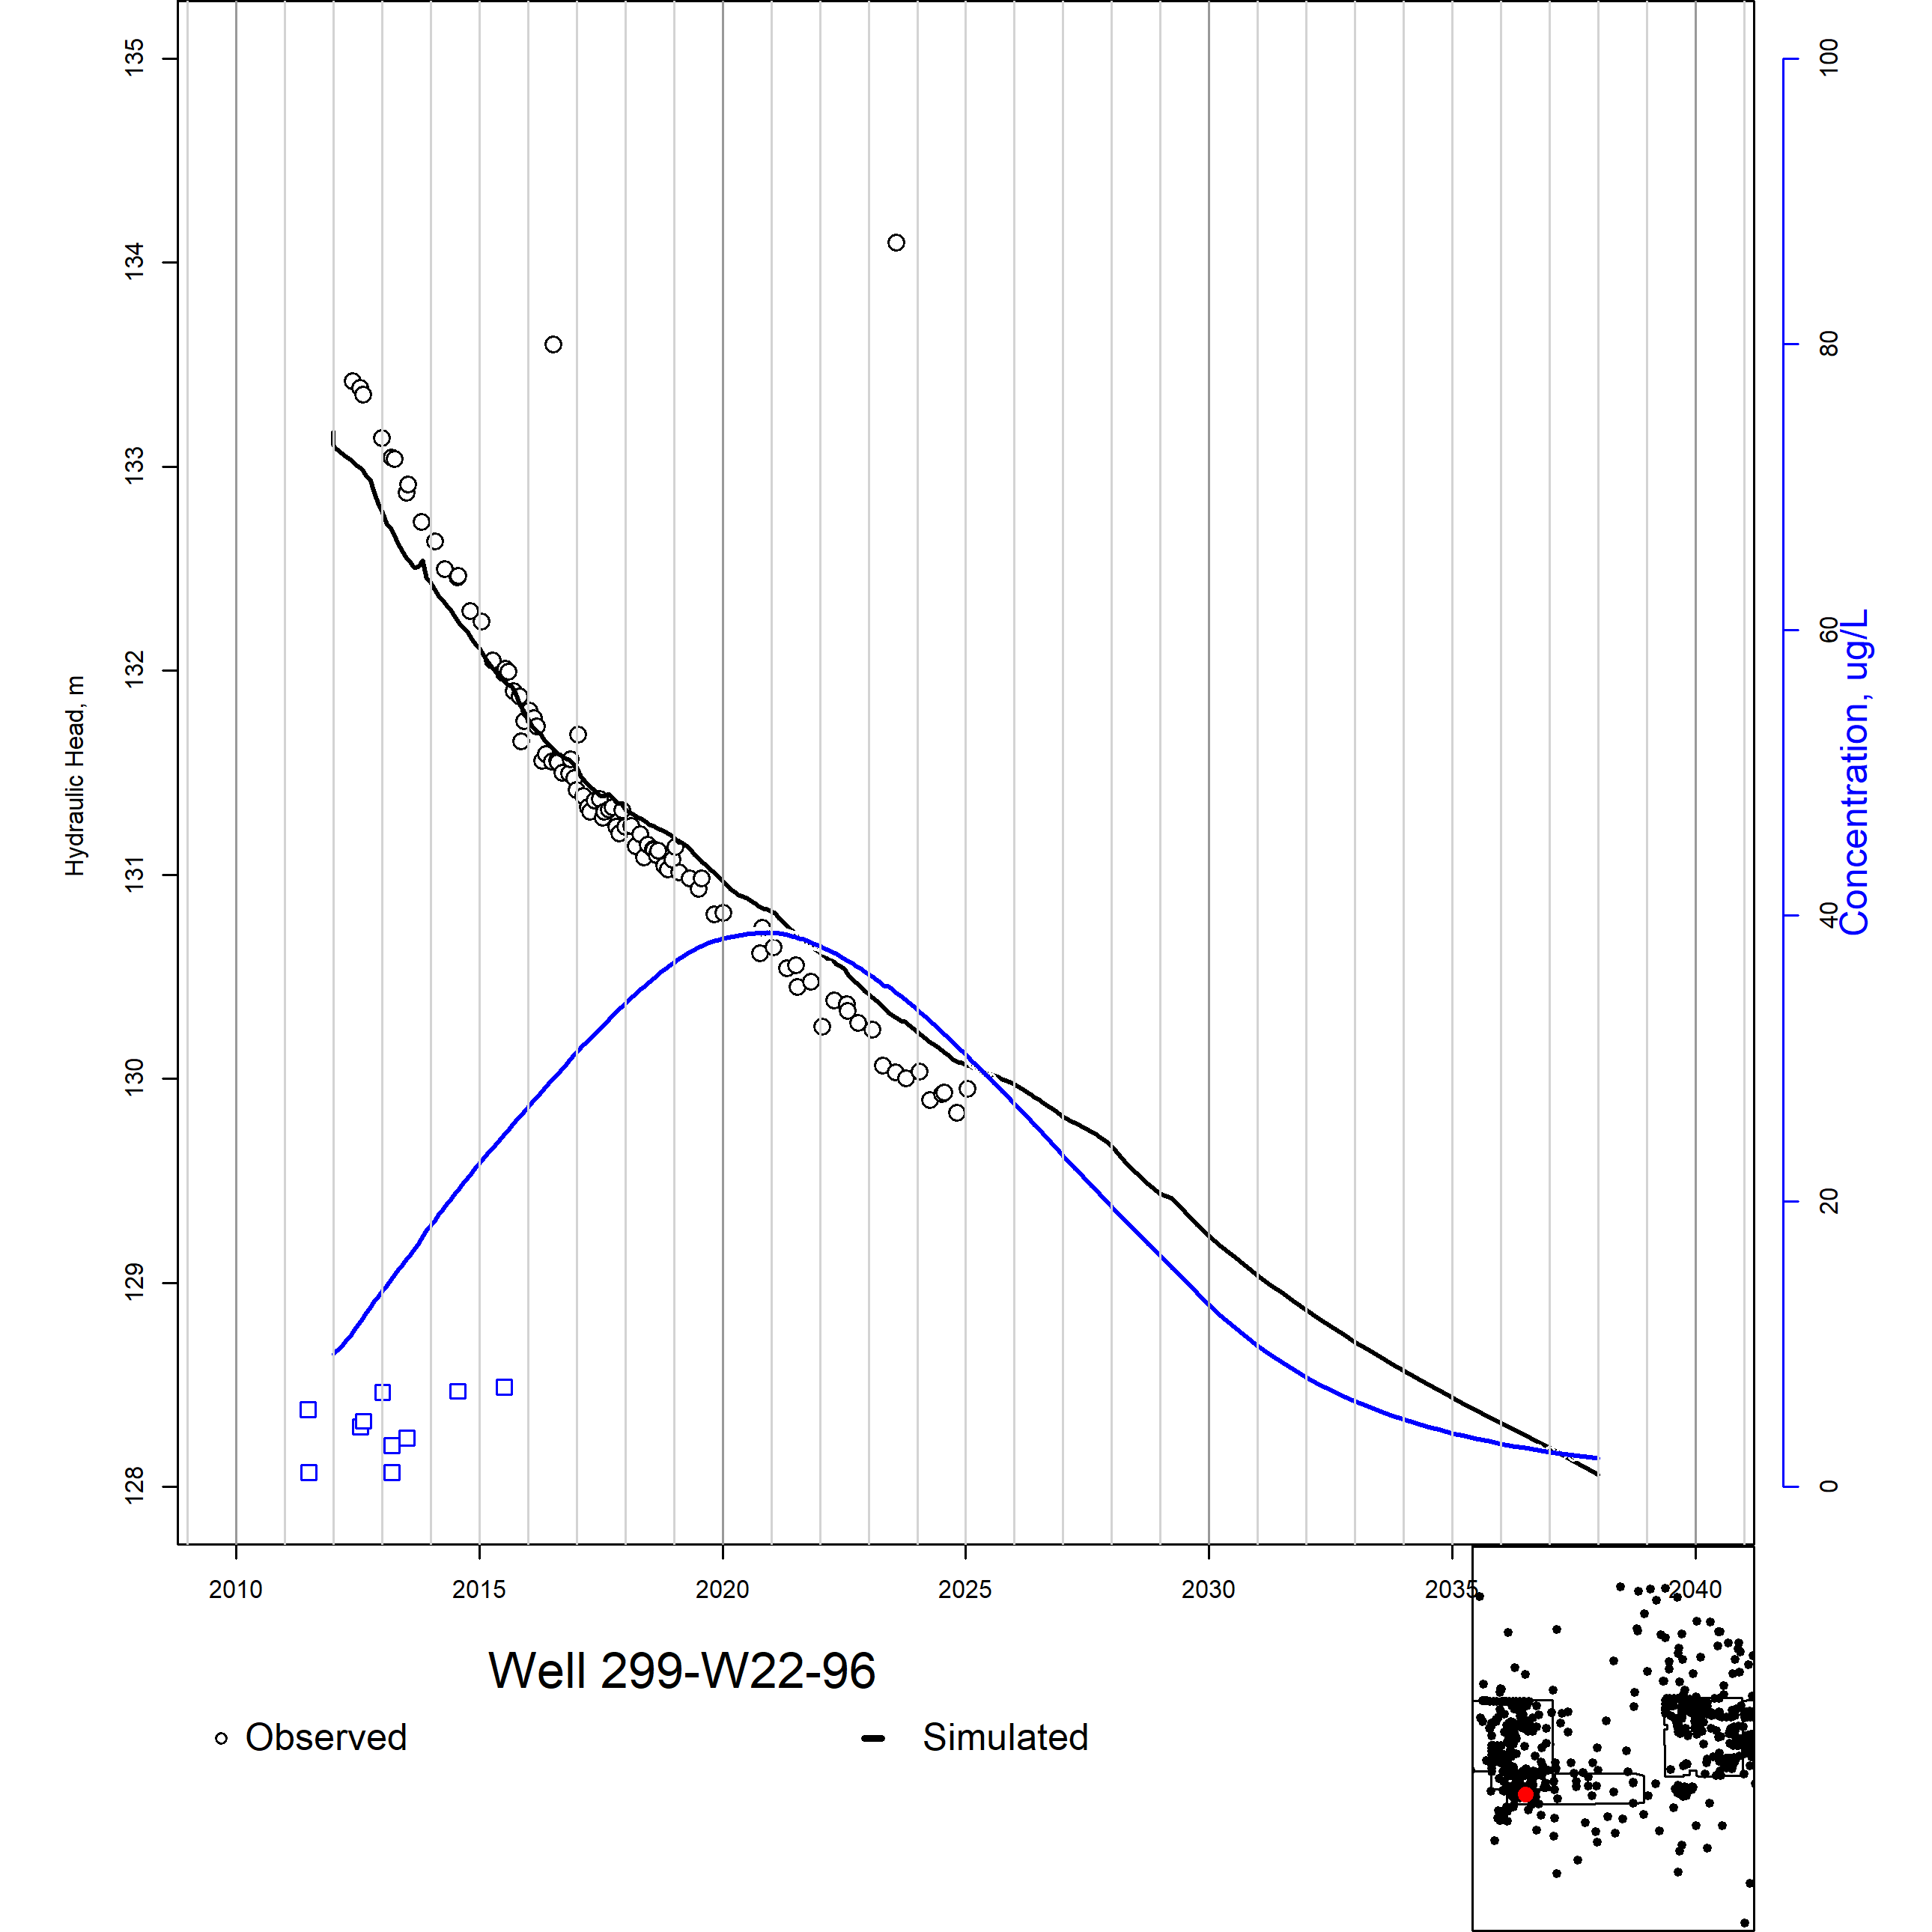 135
134
133
132
131
130
129
128
Hydraulic Head, m
100
80
60
40
20
0
Concentration, ug/L
2010 2015 2020 2025 2030 2035 2040
Well 299-W22-96
Observed Simulated